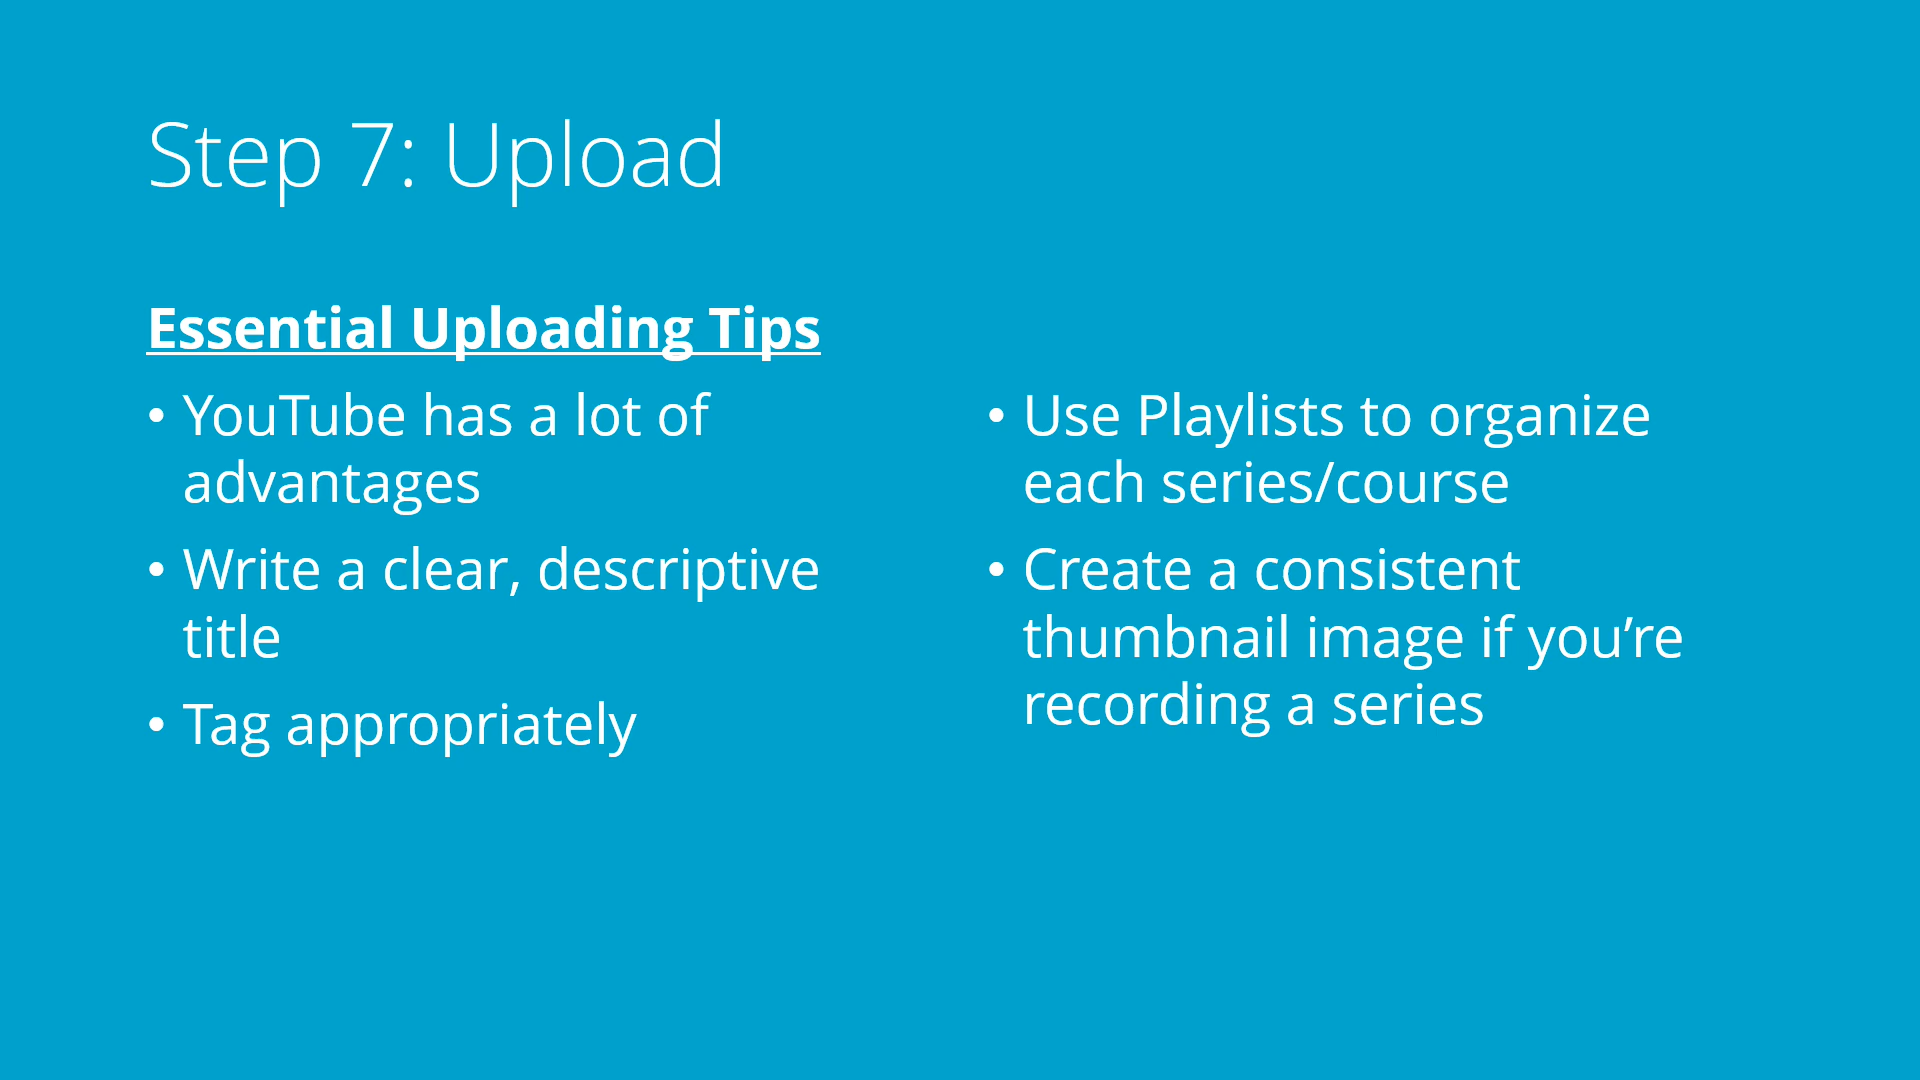 Step 7: Upload
Essential Uploading Tips
• YouTube has a lot of
advantages
• Write a clear, descriptive
title
• Tag appropriately
• Use Playlists to organize
each series/course
• Create a consistent
thumbnail image if you’re
recording a series